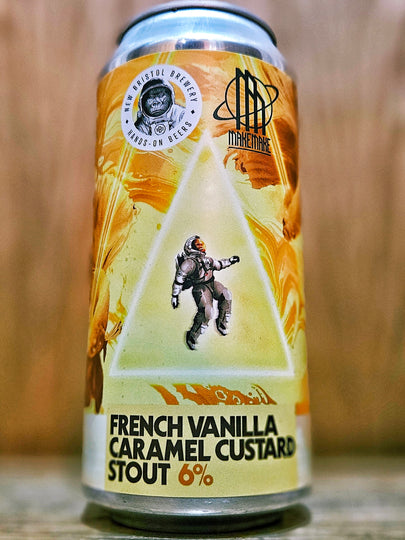 NEW BRISTOL BREWERY
HANDS-ON BEERS
MAKEMAKE
FRENCH VANILLA
CARAMEL CUSTARD
STOUT 6%